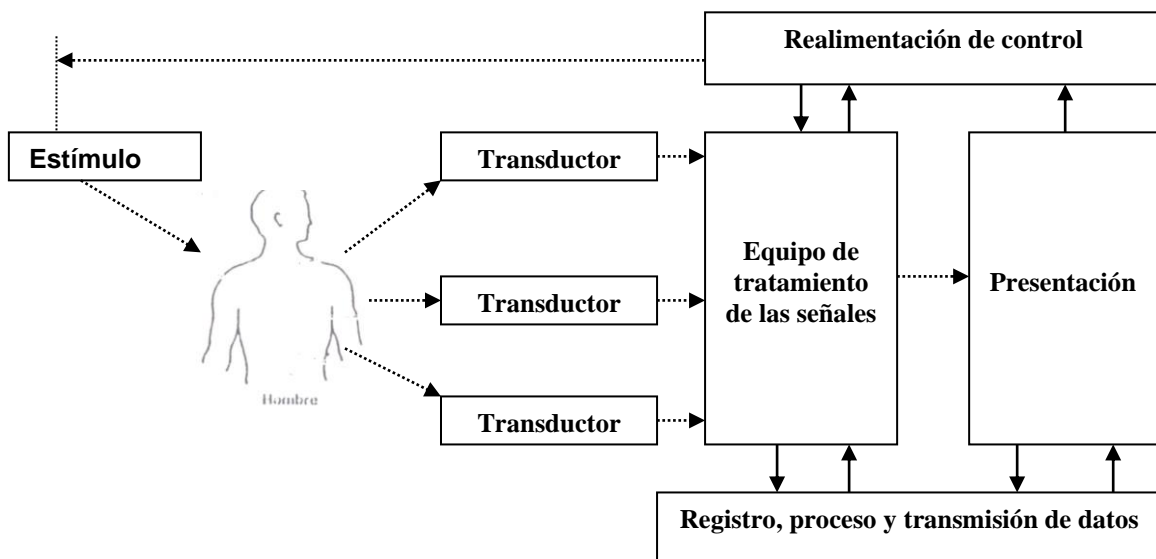 Realimentación de control
Estímulo
Transductor
Transductor
Transductor
Equipo de
tratamiento
de las señales
Presentación
Hombre
Registro, proceso y transmisión de datos